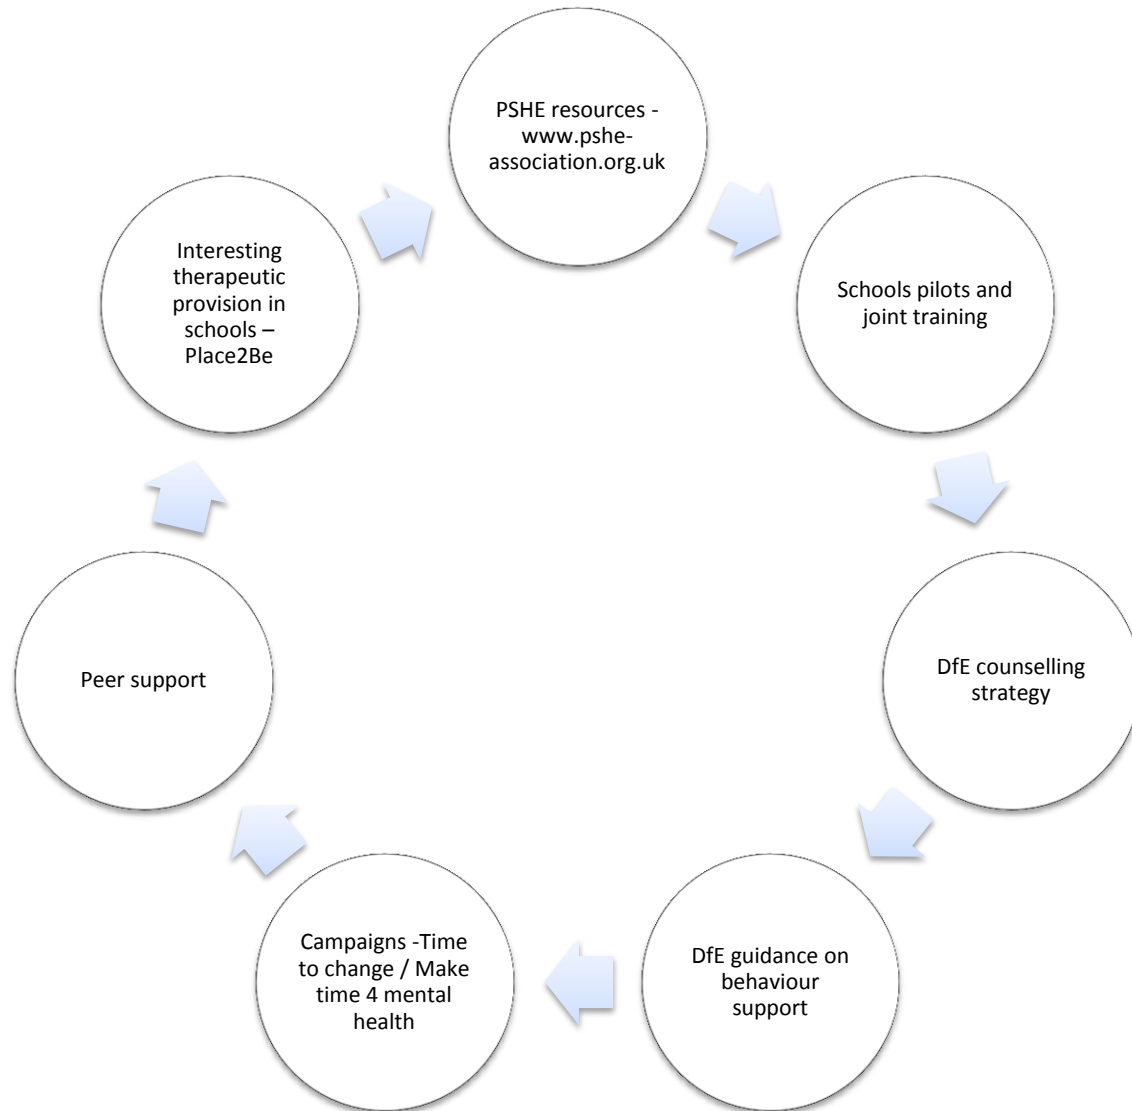 PSHE resources -
www.pshe-
association.org.uk
Schools pilots and
joint training
DfE counselling
strategy
DfE guidance on
behaviour
support
Campaigns -Time
to change / Make
time 4 mental
health
Peer support
Interesting
therapeutic
provision in
schools –
Place2Be